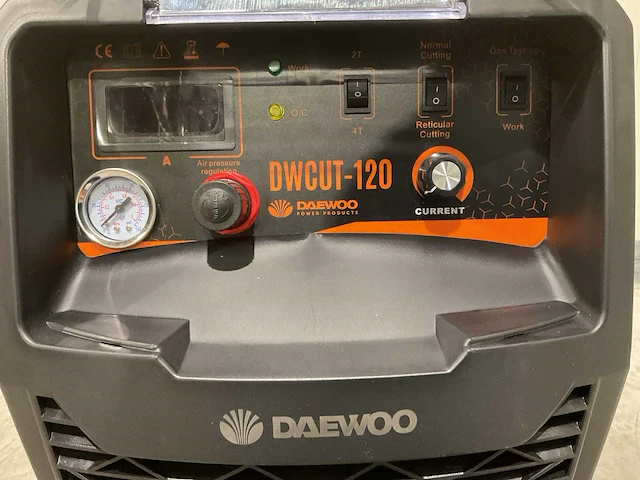 CE
2T
Normal
Cutting
Gas Testing
Work
O.C
4T
Reticular
Cutting
Work
A
Air pressure
regulation
DWCUT-120
DAEWOO
POWER PRODUCTS
CURRENT
DAEWOO